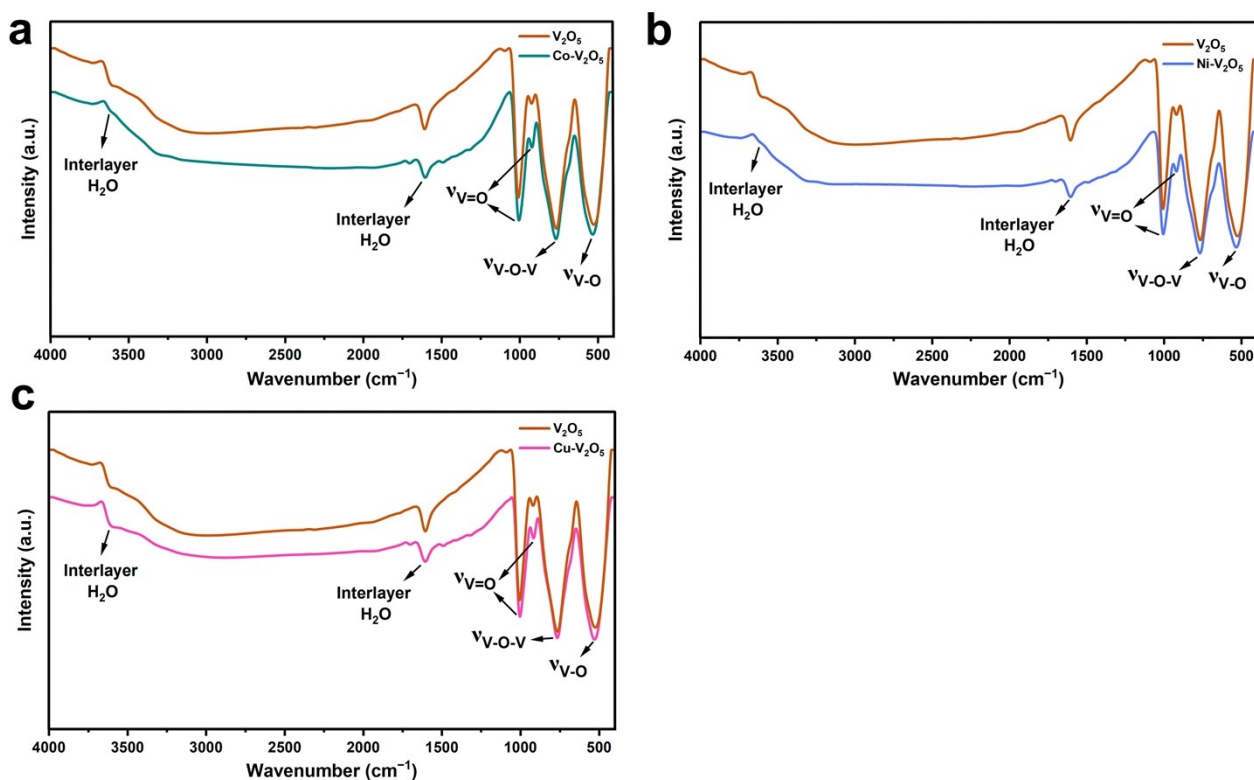 a
V₂O₅
Co-V₂O₅
Intensity (a.u.)
Interlayer
H₂O
Interlayer
H₂O
νV=O
νV-O-V
νV-O
4000 3500 3000 2500 2000 1500 1000 500
Wavenumber (cm⁻¹)
b
V₂O₅
Ni-V₂O₅
Intensity (a.u.)
Interlayer
H₂O
Interlayer
H₂O
νV=O
νV-O-V
νV-O
4000 3500 3000 2500 2000 1500 1000 500
Wavenumber (cm⁻¹)
c
V₂O₅
Cu-V₂O₅
Intensity (a.u.)
Interlayer
H₂O
Interlayer
H₂O
νV=O
νV-O-V
νV-O
4000 3500 3000 2500 2000 1500 1000 500
Wavenumber (cm⁻¹)